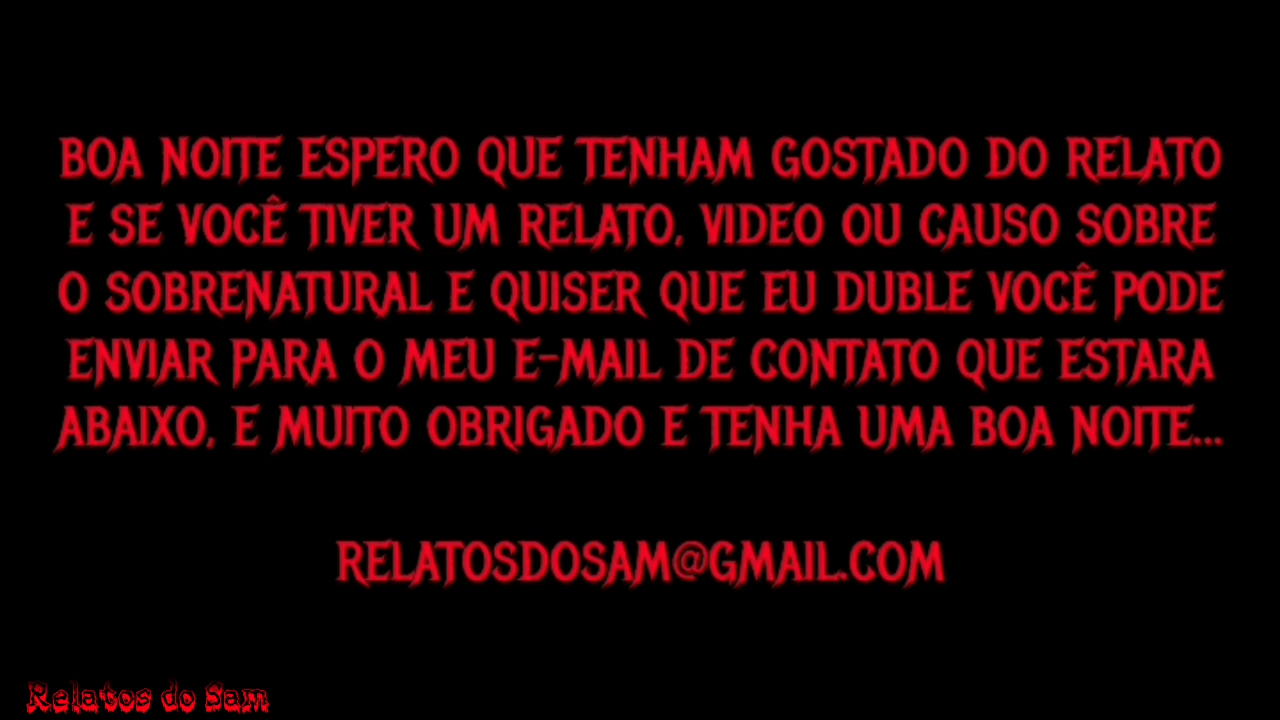 BOA NOITE ESPERO QUE TENHAM GOSTADO DO RELATO
E SE VOCÊ TIVER UM RELATO, VIDEO OU CAUSO SOBRE
O SOBRENATURAL E QUISER QUE EU DUBLE VOCÊ PODE
ENVIAR PARA O MEU E-MAIL DE CONTATO QUE ESTARA
ABAIXO, E MUITO OBRIGADO E TENHA UMA BOA NOITE...
RELATOSDOSAM@GMAIL.COM
Relatos do Sam